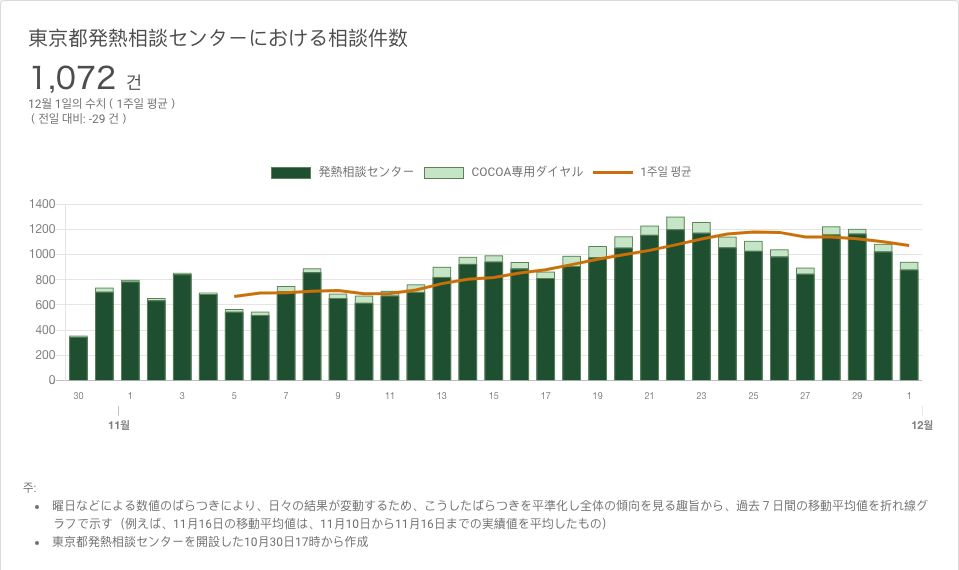 東京都発熱相談センターにおける相談件数
1,072 건
12월 1일의 수치 ( 1주일 평균 )
( 전일 대비: -29 건 )
発熱相談センター COCOA専用ダイヤル 1주일 평균
1400
1200
1000
800
600
400
200
0
30 1 3 5 7 9 11 13 15 17 19 21 23 25 27 29 1
11월 12월
주:
• 曜日などによる数値のばらつきにより、日々の結果が変動するため、こうしたばらつきを平準化し全体の傾向を見る趣旨から、過去７日間の移動平均値を折れ線グ
ラフで示す（例えば、11月16日の移動平均値は、11月10日から11月16日までの実績値を平均したもの）
• 東京都発熱相談センターを開設した10月30日17時から作成